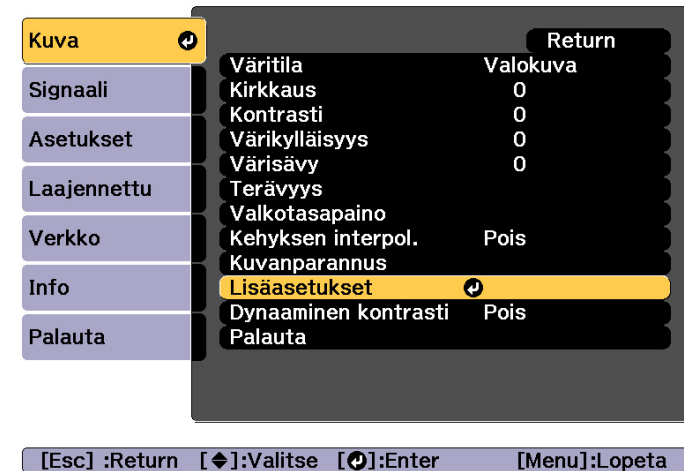 Kuva
Signaali
Asetukset
Laajennettu
Verkko
Info
Palauta
Return
Väritila Valokuva
Kirkkaus 0
Kontrasti 0
Värikylläisyys 0
Värisävy 0
Terävyys
Valkotasapaino
Kehyksen interpol. Pois
Kuvanparannus
Lisäasetukset
Dynaaminen kontrasti Pois
Palauta
[Esc] :Return [◆]:Valitse [↵]:Enter [Menu]:Lopeta